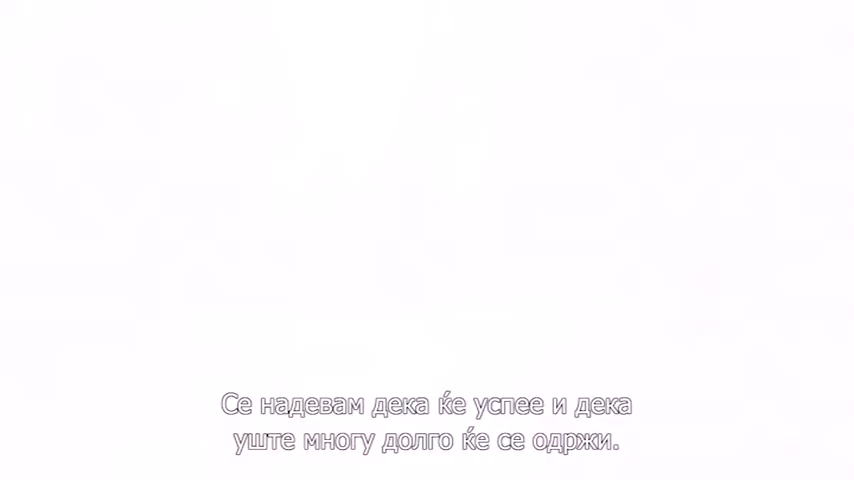 Се надевам дека ќе успее и дека
уште многу долго ќе се одржи.